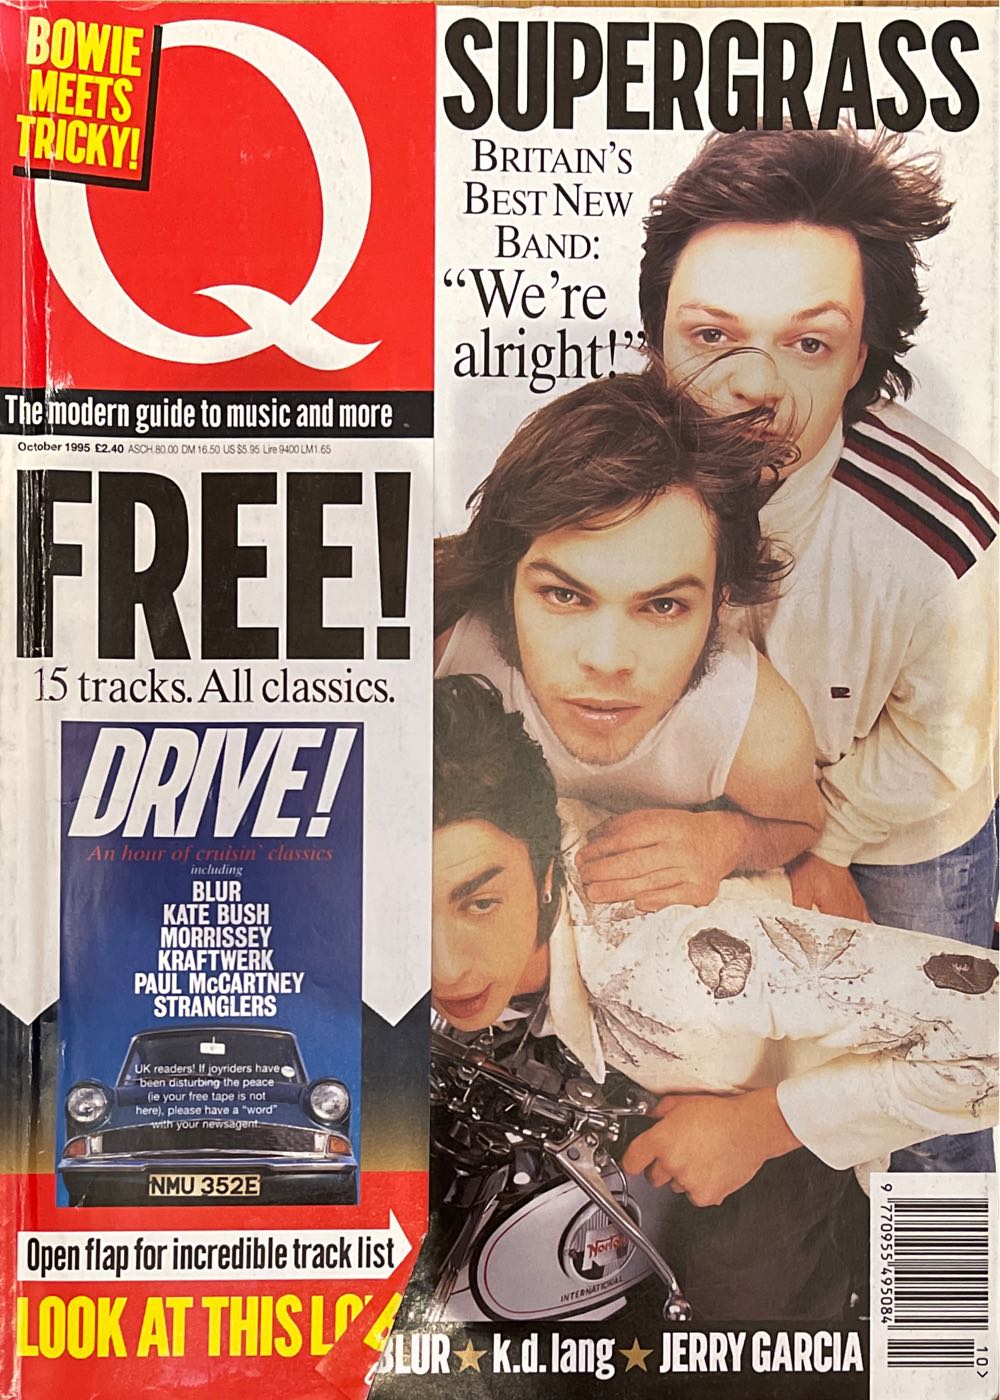 BOWIE
MEETS
TRICKY!
Q
The modern guide to music and more
October 1995 £2.40 ASCH.80.00 DM 16.50 US $5.95 Lire 9400 LM1.65
FREE!
15 tracks. All classics.
DRIVE!
An hour of cruisin' classics
including
BLUR
KATE BUSH
MORRISSEY
KRAFTWERK
PAUL McCARTNEY
STRANGLERS
UK readers! If joyriders have
been disturbing the peace
(ie your free tape is not
here), please have a "word"
with your newsagent.
NMU 352E
Open flap for incredible track list
LOOK AT THIS
SUPERGRASS
BRITAIN'S
BEST NEW
BAND:
"We're
alright!"
Norton
INTERNATIONAL
BLUR ★ k.d. lang ★ JERRY GARCIA
9 770955 495084
10 >